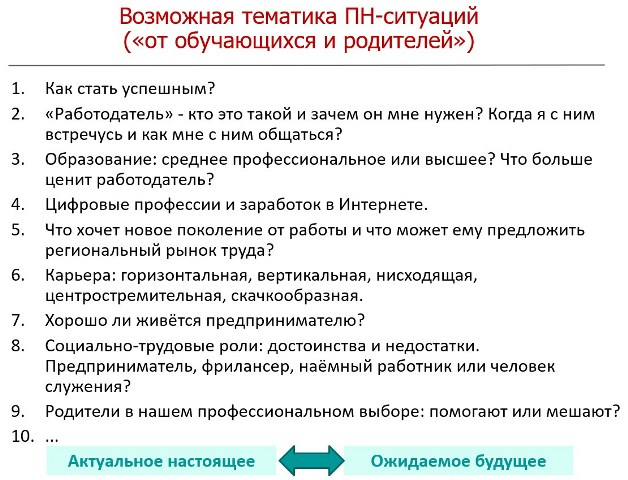 Возможная тематика ПН-ситуаций
(«от обучающихся и родителей»)
1. Как стать успешным?
2. «Работодатель» - кто это такой и зачем он мне нужен? Когда я с ним
встречусь и как мне с ним общаться?
3. Образование: среднее профессиональное или высшее? Что больше
ценит работодатель?
4. Цифровые профессии и заработок в Интернете.
5. Что хочет новое поколение от работы и что может ему предложить
региональный рынок труда?
6. Карьера: горизонтальная, вертикальная, нисходящая,
центростремительная, скачкообразная.
7. Хорошо ли живётся предпринимателю?
8. Социально-трудовые роли: достоинства и недостатки.
Предприниматель, фрилансер, наёмный работник или человек
служения?
9. Родители в нашем профессиональном выборе: помогают или мешают?
10. ...
Актуальное настоящее Ожидаемое будущее